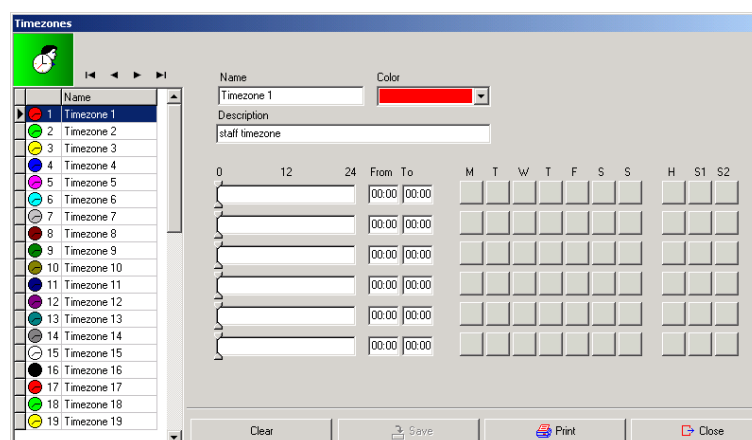 Timezones
Name Color
Timezone 1
Description
staff timezone
Name
1 Timezone 1
2 Timezone 2
3 Timezone 3
4 Timezone 4
5 Timezone 5
6 Timezone 6
7 Timezone 7
8 Timezone 8
9 Timezone 9
10 Timezone 10
11 Timezone 11
12 Timezone 12
13 Timezone 13
14 Timezone 14
15 Timezone 15
16 Timezone 16
17 Timezone 17
18 Timezone 18
19 Timezone 19
0 12 24 From To M T W T F S S H S1 S2
00:00 00:00
00:00 00:00
00:00 00:00
00:00 00:00
00:00 00:00
00:00 00:00
Clear Save Print Close